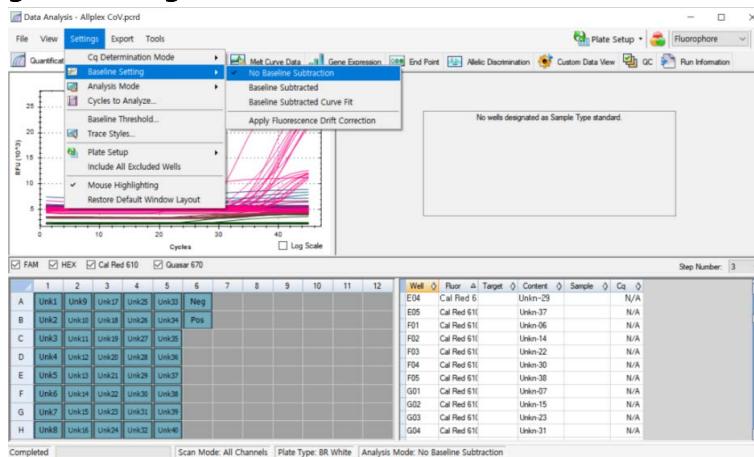 Data Analysis - Allplex CoV.pcrd
File View Settings Export Tools
Plate Setup
Fluorophore
Quantificat
Melt Curve Data
Gene Expression
End Point
Allelic Discrimination
Custom Data View
QC
Run Information
Cq Determination Mode
Baseline Setting
Analysis Mode
Cycles to Analyze...
Baseline Threshold...
Trace Styles...
Plate Setup
Include All Excluded Wells
Mouse Highlighting
Restore Default Window Layout
No Baseline Subtraction
Baseline Subtracted
Baseline Subtracted Curve Fit
Apply Fluorescence Drift Correction
No wells designated as Sample Type standard.
RFU (10^3)
25
20
15
10
5
0 10 20 30 40 50
Cycles
Log Scale
FAM HEX Cal Red 610 Quasar 670
Step Number: 3
1 2 3 4 5 6 7 8 9 10 11 12
A Unk1 Unk9 Unk17 Unk25 Unk33 Neg
B Unk2 Unk10 Unk18 Unk26 Unk34 Pos
C Unk3 Unk11 Unk19 Unk27 Unk35
D Unk4 Unk12 Unk20 Unk28 Unk36
E Unk5 Unk13 Unk21 Unk29 Unk37
F Unk6 Unk14 Unk22 Unk30 Unk38
G Unk7 Unk15 Unk23 Unk31 Unk39
H Unk8 Unk16 Unk24 Unk32 Unk40
Well Fluor Target Content Sample Cq
E04 Cal Red 6 Unkn-29 N/A
E05 Cal Red 610 Unkn-37 N/A
F01 Cal Red 610 Unkn-06 N/A
F02 Cal Red 610 Unkn-14 N/A
F03 Cal Red 610 Unkn-22 N/A
F04 Cal Red 610 Unkn-30 N/A
F05 Cal Red 610 Unkn-38 N/A
G01 Cal Red 610 Unkn-07 N/A
G02 Cal Red 610 Unkn-15 N/A
G03 Cal Red 610 Unkn-23 N/A
G04 Cal Red 610 Unkn-31 N/A
Completed
Scan Mode: All Channels
Plate Type: BR White
Analysis Mode: No Baseline Subtraction